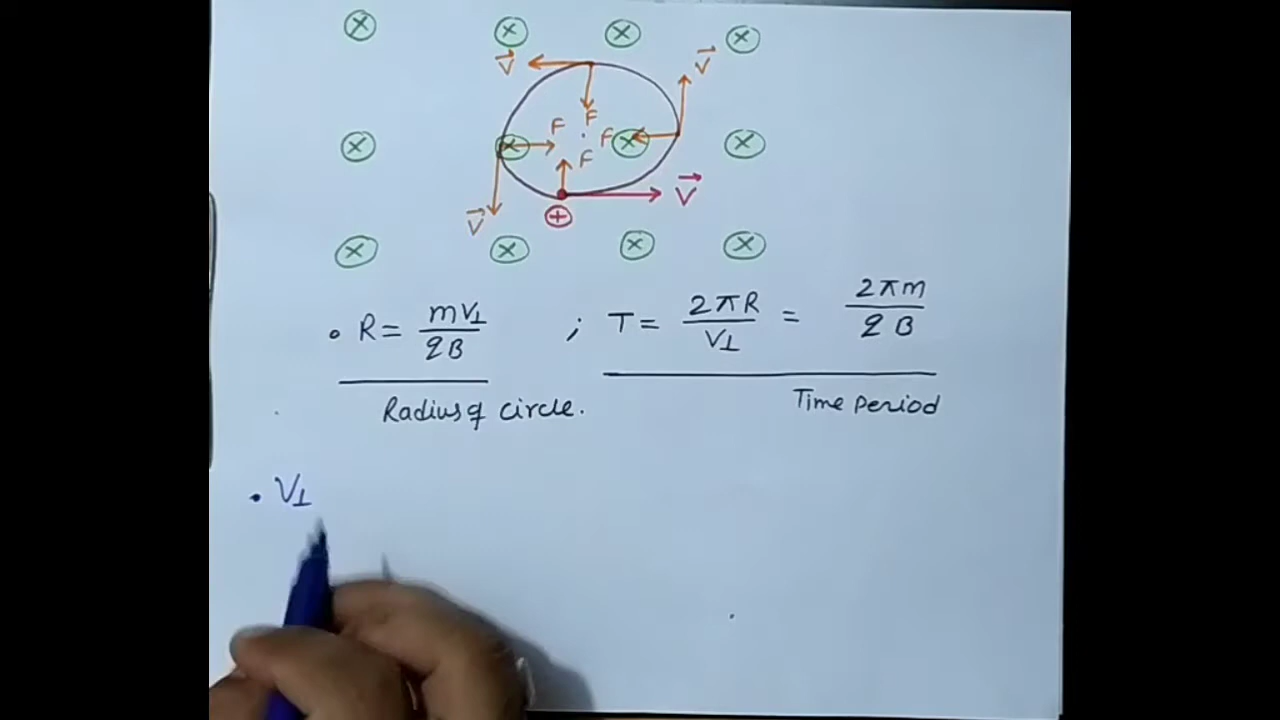 ⊗ ⊗ ⊗ ⊗
V⃗ V⃗
F
⊗ F ⊗ F ⊗ ⊗
F
V⃗ ⊕ V⃗
⊗ ⊗ ⊗ ⊗
• R = mV⊥/qB ; T = 2πR/V⊥ = 2πm/qB
Radius of circle. Time period
• V⊥